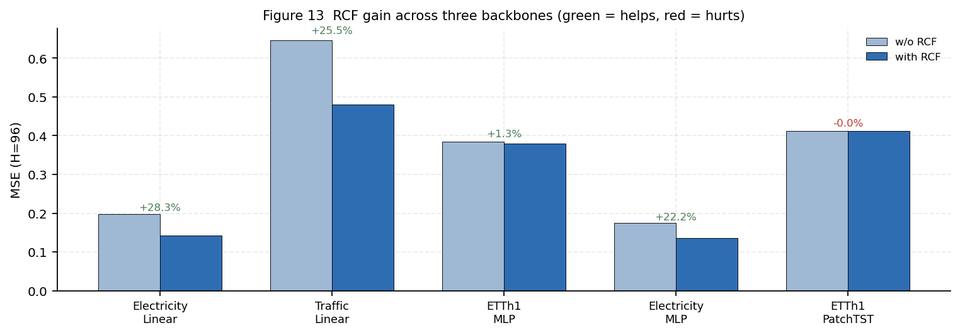 Figure 13  RCF gain across three backbones (green = helps, red = hurts)
w/o RCF
with RCF
MSE (H=96)
0.6
0.5
0.4
0.3
0.2
0.1
0.0
+28.3%
+25.5%
+1.3%
+22.2%
-0.0%
Electricity
Linear
Traffic
Linear
ETTh1
MLP
Electricity
MLP
ETTh1
PatchTST